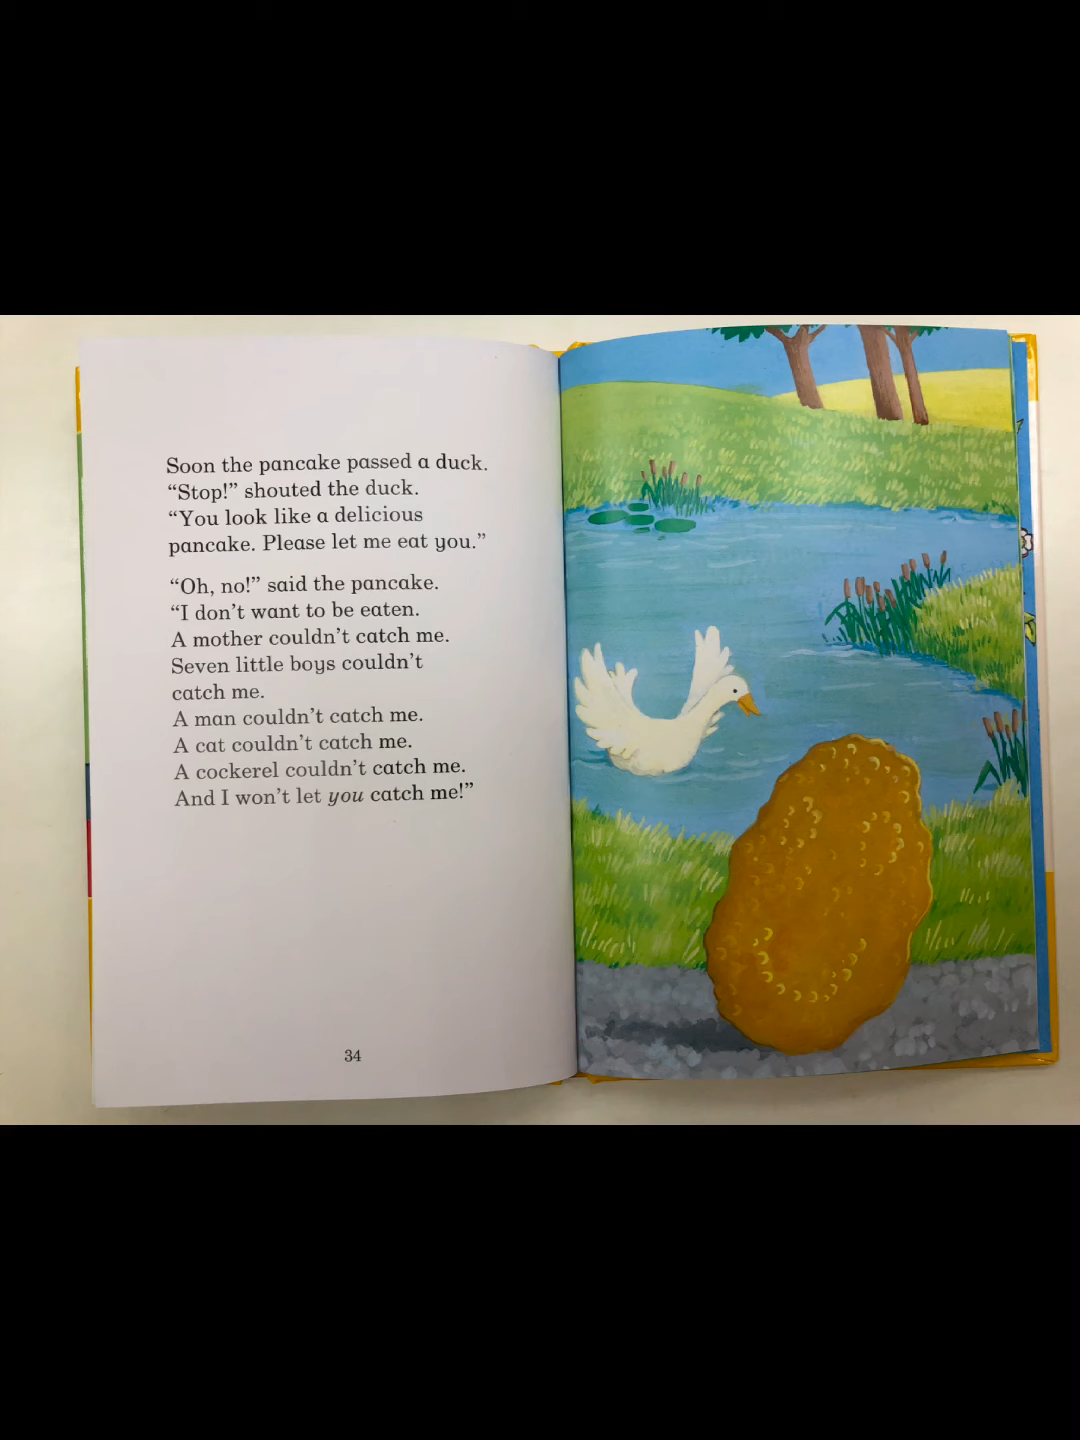 Soon the pancake passed a duck.
“Stop!” shouted the duck.
“You look like a delicious
pancake. Please let me eat you.”
“Oh, no!” said the pancake.
“I don’t want to be eaten.
A mother couldn’t catch me.
Seven little boys couldn’t
catch me.
A man couldn’t catch me.
A cat couldn’t catch me.
A cockerel couldn’t catch me.
And I won’t let you catch me!”
34